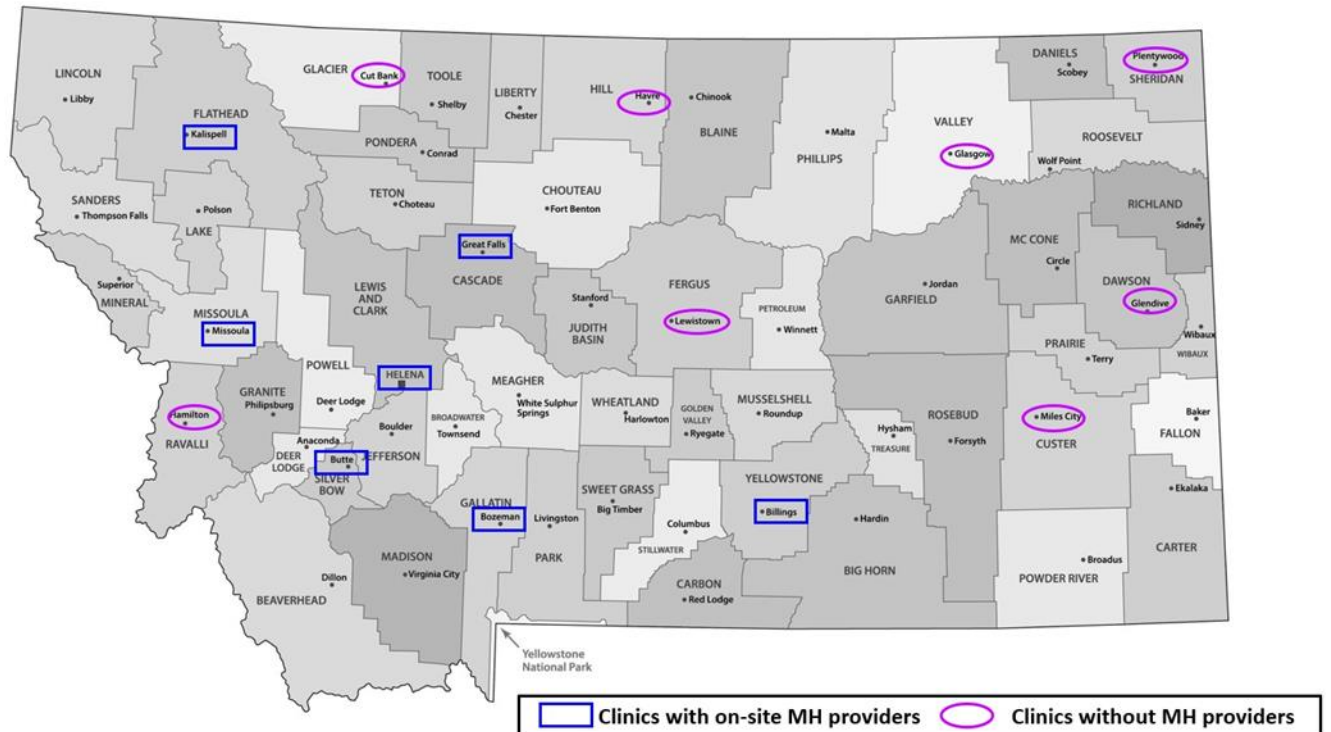 LINCOLN
Libby
FLATHEAD
Kalispell
GLACIER
Cut Bank
TOOLE
Shelby
LIBERTY
Chester
HILL
Havre
Chinook
BLAINE
Malta
PHILLIPS
VALLEY
Glasgow
DANIELS
Scobey
Plentywood
SHERIDAN
ROOSEVELT
Wolf Point
PONDERA
Conrad
TETON
Choteau
CHOUTEAU
Fort Benton
SANDERS
Thompson Falls
Polson
LAKE
RICHLAND
Sidney
MC CONE
Circle
DAWSON
Glendive
Wibaux
WIBAUX
Great Falls
CASCADE
LEWIS
AND
CLARK
Superior
MINERAL
MISSOULA
Missoula
Stanford
JUDITH
BASIN
FERGUS
Lewistown
PETROLEUM
Winnett
Jordan
GARFIELD
PRAIRIE
Terry
POWELL
Deer Lodge
HELENA
GRANITE
Philipsburg
Hamilton
RAVALLI
Anaconda
DEER
LODGE
Butte
SILVER
BOW
Boulder
JEFFERSON
BROADWATER
Townsend
MEAGHER
White Sulphur
Springs
WHEATLAND
Harlowton
GOLDEN
VALLEY
Ryegate
MUSSELSHELL
Roundup
Hysham
TREASURE
ROSEBUD
Forsyth
Miles City
CUSTER
Baker
FALLON
Ekalaka
CARTER
GALLATIN
Bozeman
Livingston
PARK
SWEET GRASS
Big Timber
Columbus
STILLWATER
YELLOWSTONE
Billings
Hardin
BIG HORN
Broadus
POWDER RIVER
CARBON
Red Lodge
MADISON
Virginia City
Dillon
BEAVERHEAD
Yellowstone
National Park
Clinics with on-site MH providers
Clinics without MH providers